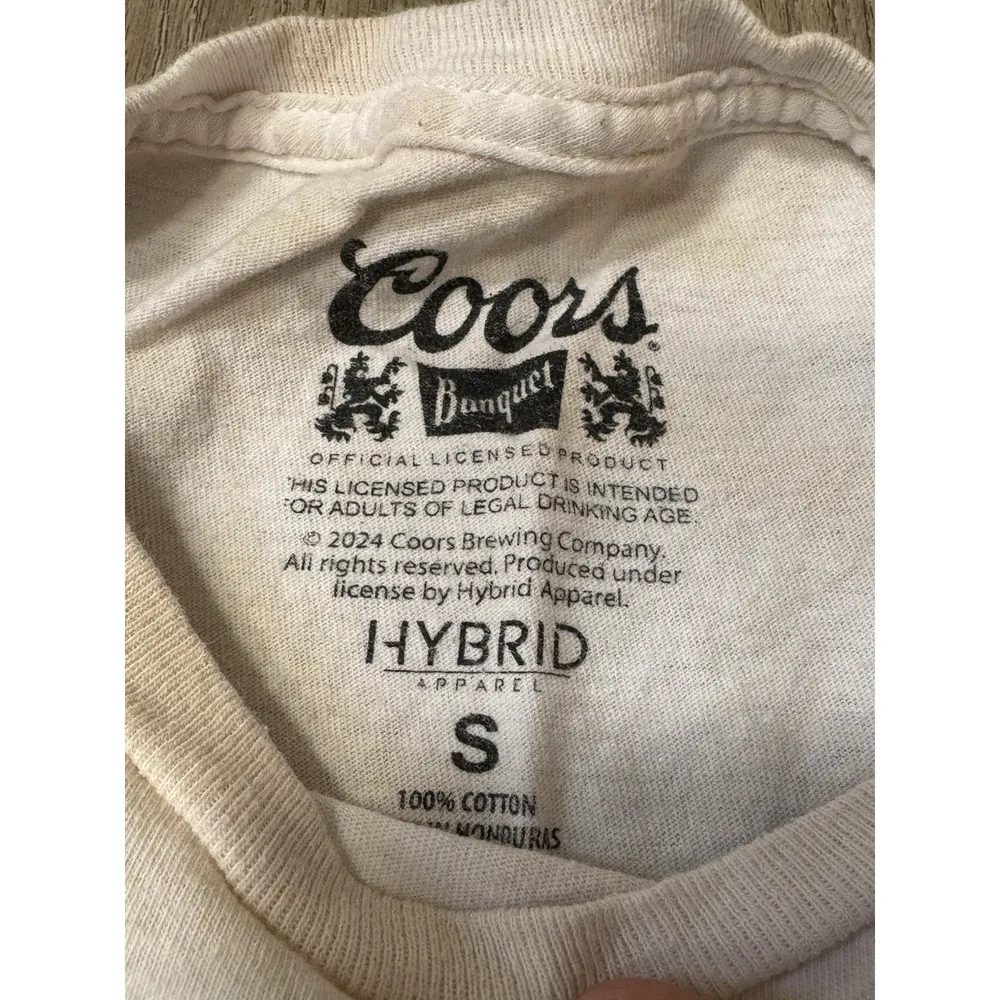 Coors®
Banquet
OFFICIAL LICENSED PRODUCT
THIS LICENSED PRODUCT IS INTENDED
FOR ADULTS OF LEGAL DRINKING AGE.
© 2024 Coors Brewing Company.
All rights reserved. Produced under
license by Hybrid Apparel.
HYBRID
APPAREL
S
100% COTTON
IN HONDURAS